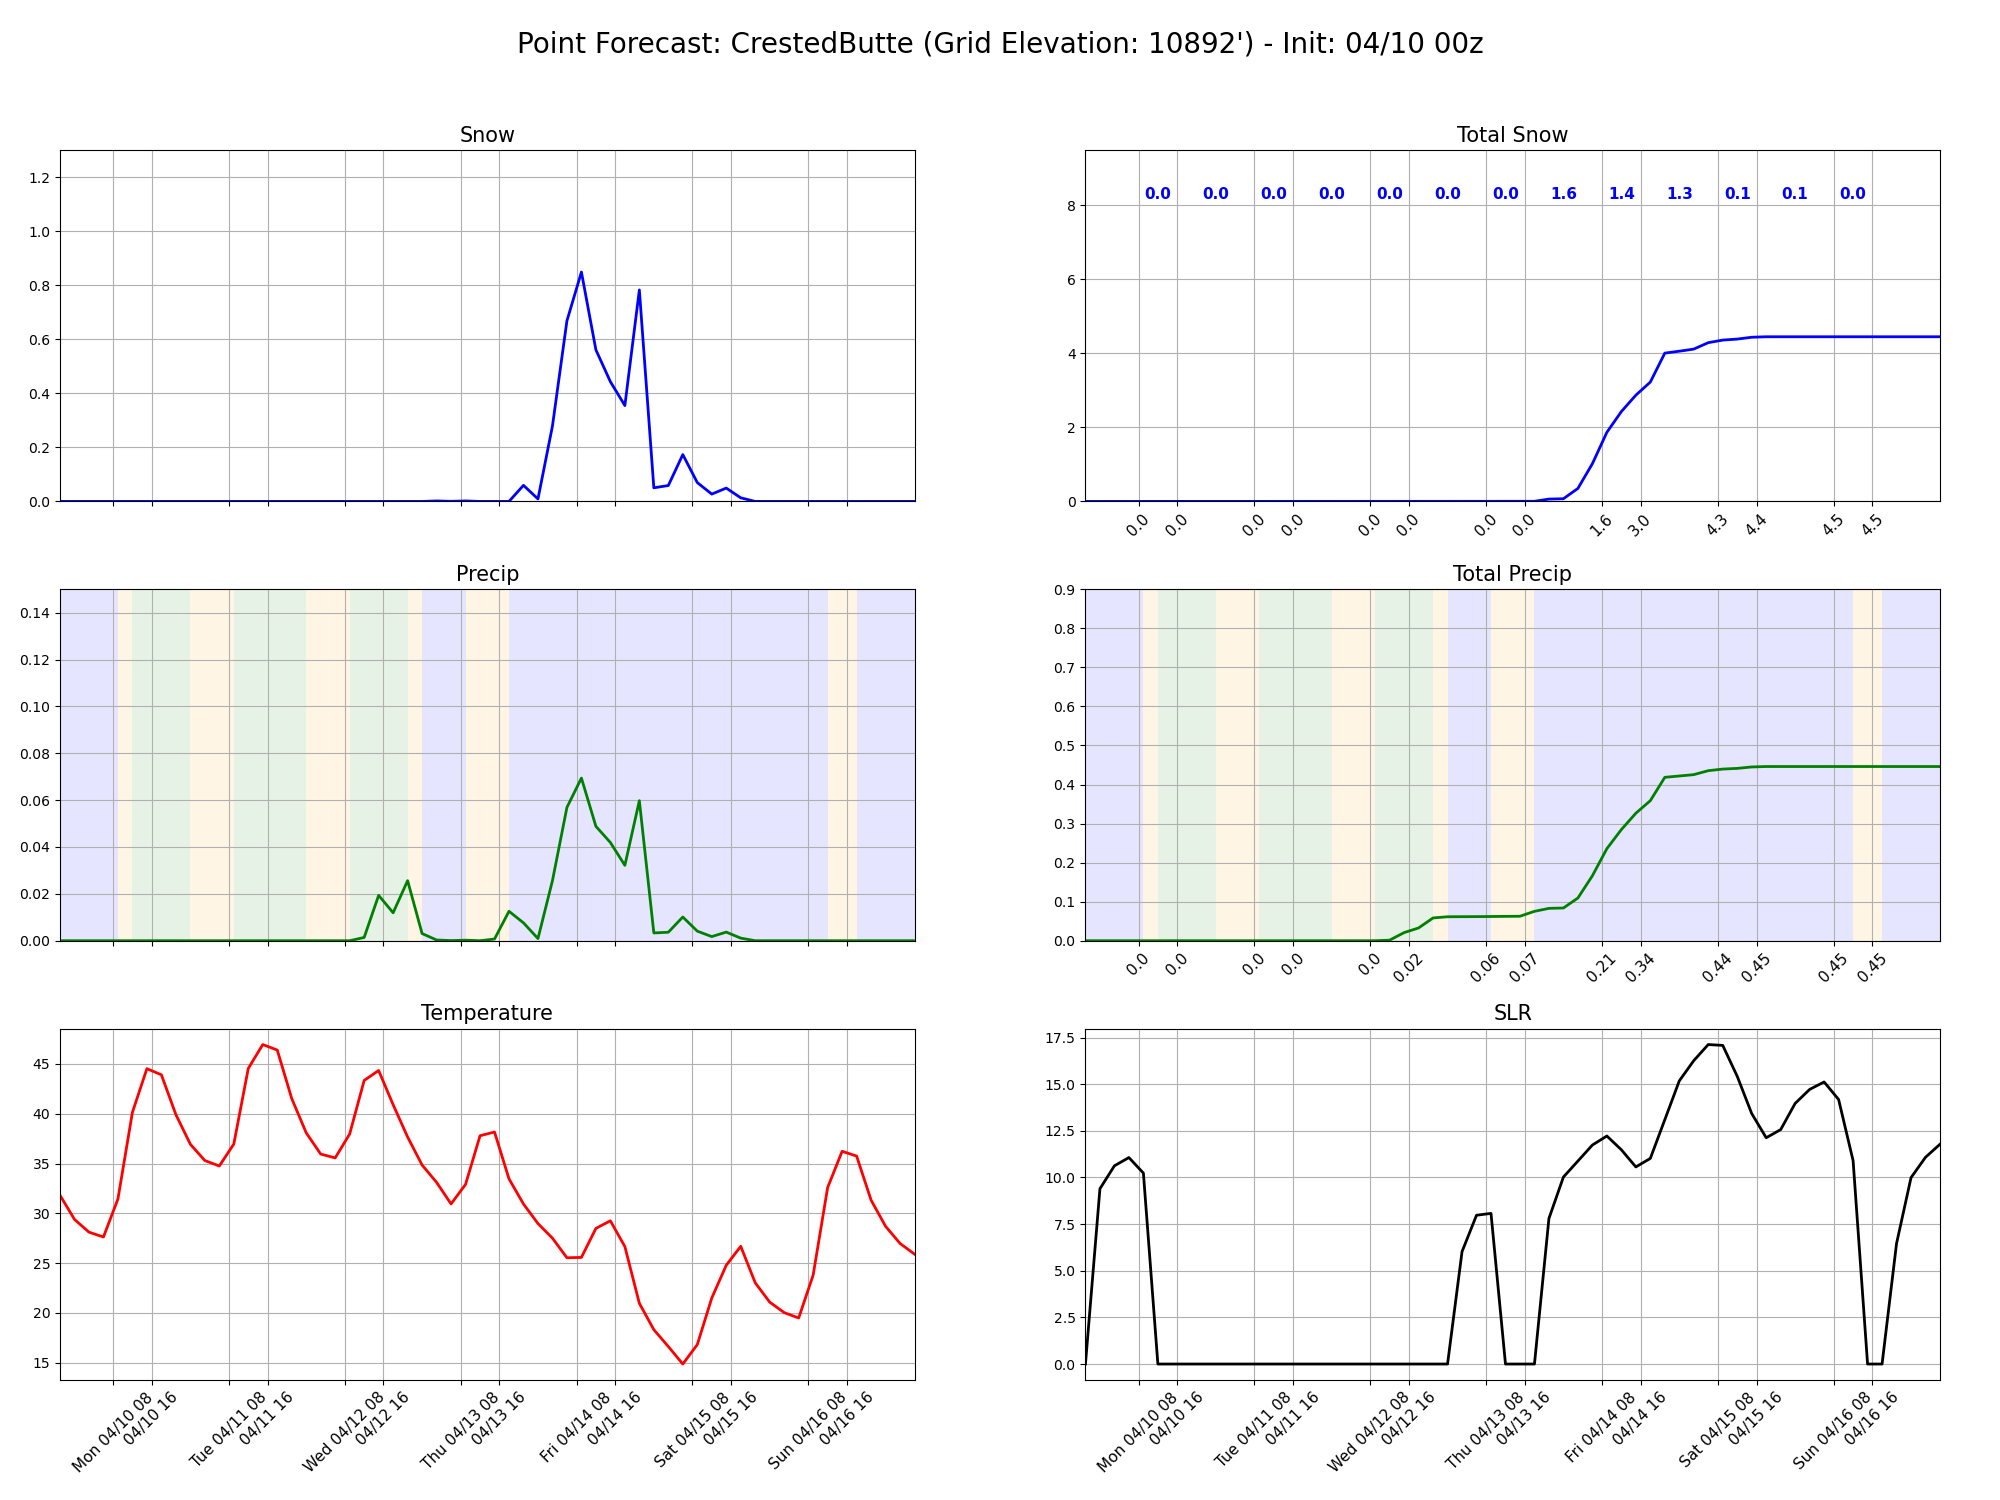 Point Forecast: CrestedButte (Grid Elevation: 10892') - Init: 04/10 00z
Snow
1.2
1.0
0.8
0.6
0.4
0.2
0.0
Total Snow
0.0 0.0 0.0 0.0 0.0 0.0 0.0 1.6 1.4 1.3 0.1 0.1 0.0
8
6
4
2
0
0.0 0.0 0.0 0.0 0.0 0.0 0.0 0.0 1.6 3.0 4.3 4.4 4.5 4.5
Precip
0.14
0.12
0.10
0.08
0.06
0.04
0.02
0.00
Total Precip
0.9
0.8
0.7
0.6
0.5
0.4
0.3
0.2
0.1
0.0
0.0 0.0 0.0 0.0 0.0 0.02 0.06 0.07 0.21 0.34 0.44 0.45 0.45 0.45
Temperature
45
40
35
30
25
20
15
Mon 04/10 08
04/10 16
Tue 04/11 08
04/11 16
Wed 04/12 08
04/12 16
Thu 04/13 08
04/13 16
Fri 04/14 08
04/14 16
Sat 04/15 08
04/15 16
Sun 04/16 08
04/16 16
SLR
17.5
15.0
12.5
10.0
7.5
5.0
2.5
0.0
Mon 04/10 08
04/10 16
Tue 04/11 08
04/11 16
Wed 04/12 08
04/12 16
Thu 04/13 08
04/13 16
Fri 04/14 08
04/14 16
Sat 04/15 08
04/15 16
Sun 04/16 08
04/16 16